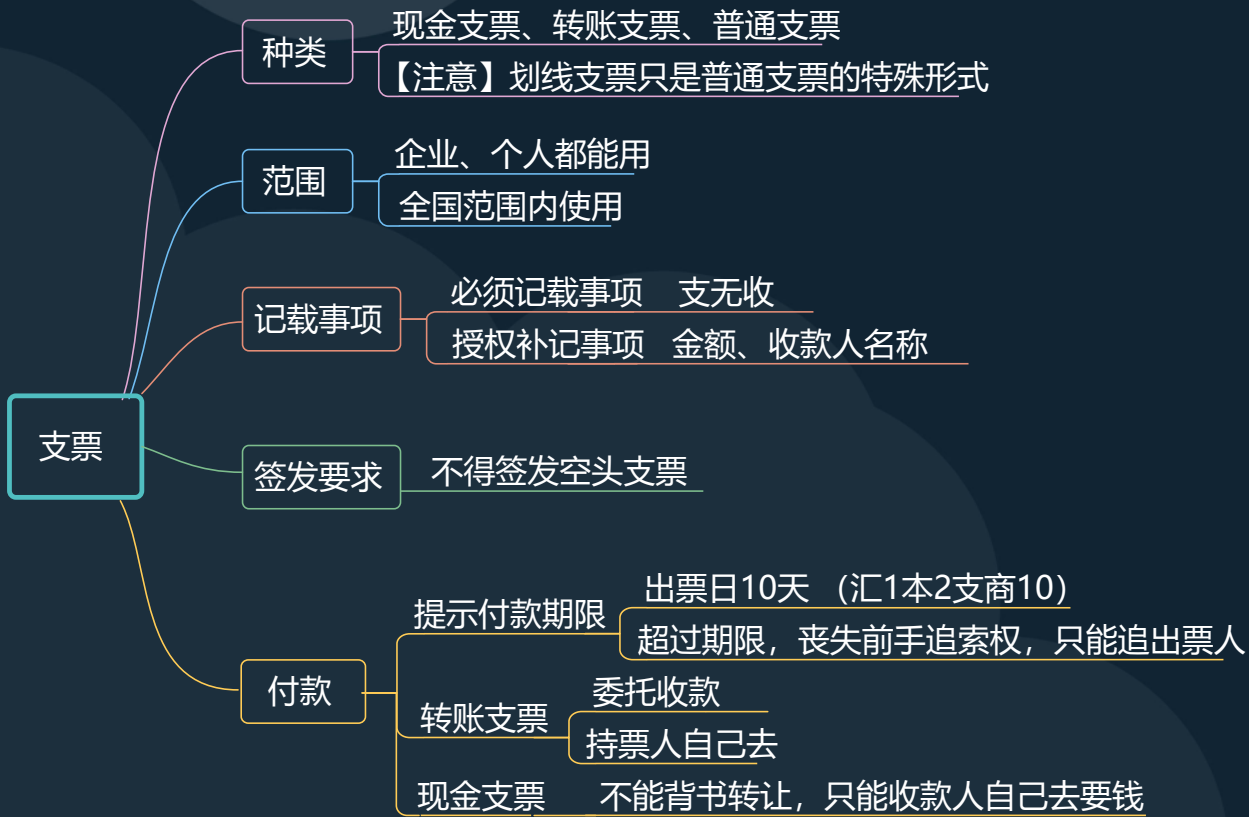 支票
种类
现金支票、转账支票、普通支票
【注意】划线支票只是普通支票的特殊形式
范围
企业、个人都能用
全国范围内使用
记载事项
必须记载事项 支无收
授权补记事项 金额、收款人名称
签发要求
不得签发空头支票
付款
提示付款期限
出票日10天 （汇1本2支商10）
超过期限，丧失前手追索权，只能追出票人
转账支票
委托收款
持票人自己去
现金支票
不能背书转让，只能收款人自己去要钱